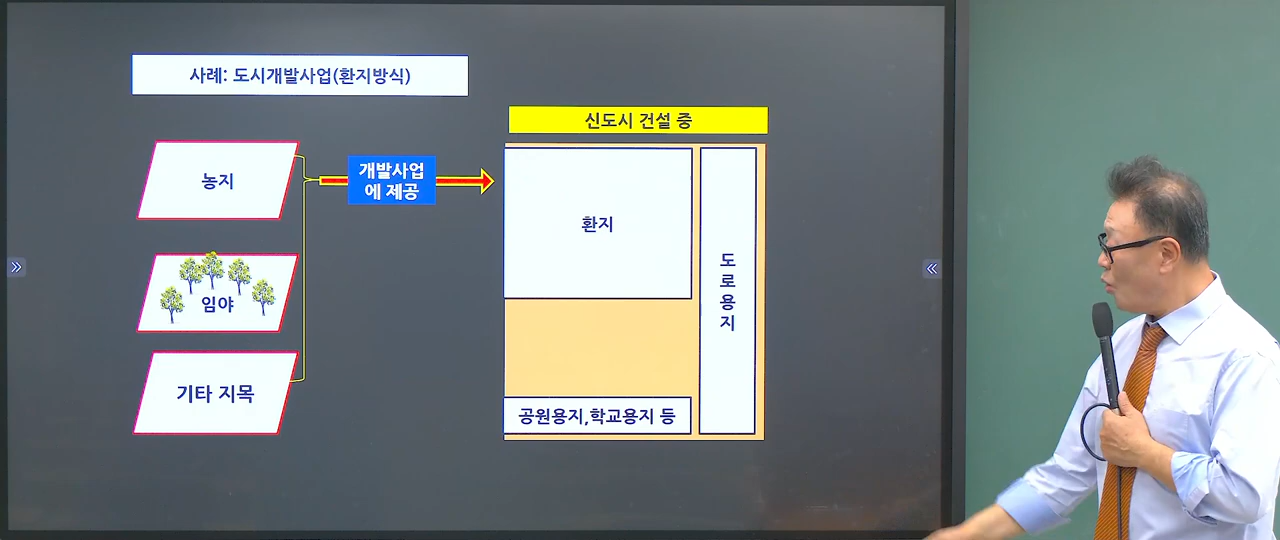 사례: 도시개발사업(환지방식)
신도시 건설 중
농지
개발사업
에 제공
환지
도
로
용
지
임야
기타 지목
공원용지,학교용지 등